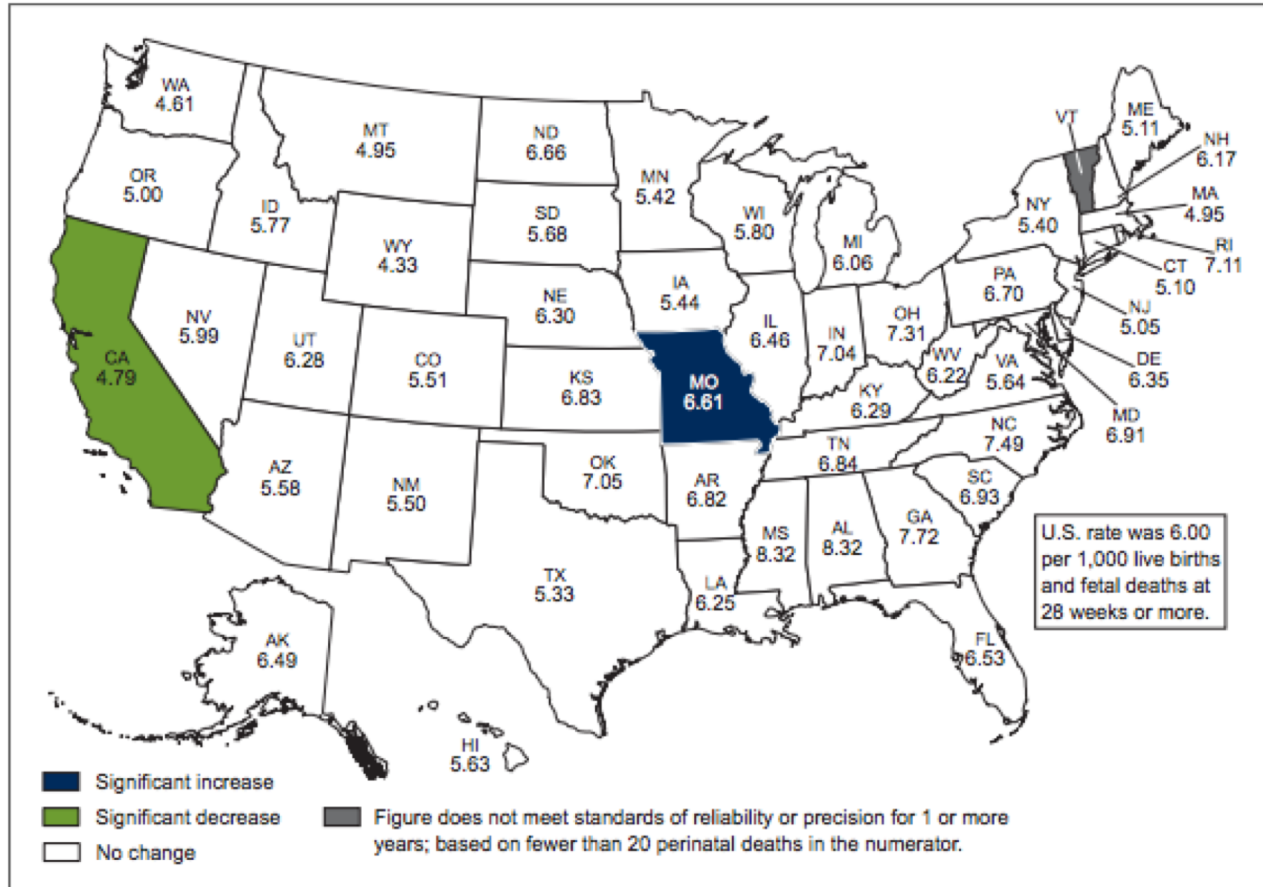 WA
4.61
MT
4.95
ND
6.66
MN
5.42
VT
ME
5.11
NH
6.17
OR
5.00
ID
5.77
WY
4.33
SD
5.68
WI
5.80
MI
6.06
NY
5.40
MA
4.95
RI
7.11
CT
5.10
NJ
5.05
DE
6.35
MD
6.91
CA
4.79
NV
5.99
UT
6.28
CO
5.51
NE
6.30
IA
5.44
IL
6.46
IN
7.04
OH
7.31
PA
6.70
WV
6.22
VA
5.64
KS
6.83
MO
6.61
KY
6.29
NC
7.49
TN
6.84
SC
6.93
AZ
5.58
NM
5.50
OK
7.05
AR
6.82
MS
8.32
AL
8.32
GA
7.72
TX
5.33
LA
6.25
FL
6.53
AK
6.49
HI
5.63
U.S. rate was 6.00
per 1,000 live births
and fetal deaths at
28 weeks or more.
Significant increase
Significant decrease
No change
Figure does not meet standards of reliability or precision for 1 or more
years; based on fewer than 20 perinatal deaths in the numerator.